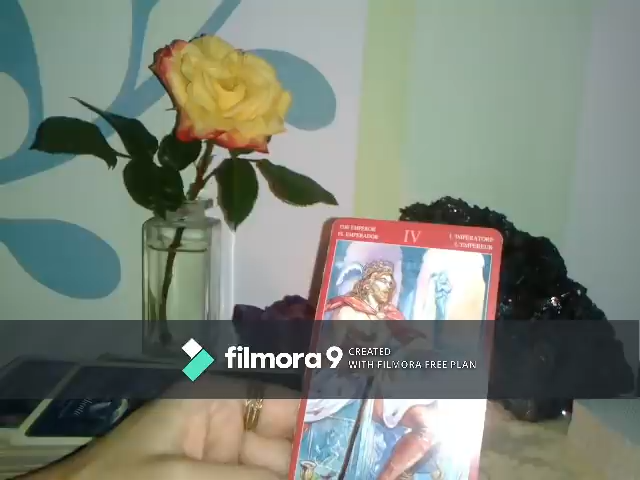 THE EMPEROR
EL EMPERADOR
IV
L'IMPERATORE
L'EMPEREUR
filmora 9
CREATED
WITH FILMORA FREE PLAN